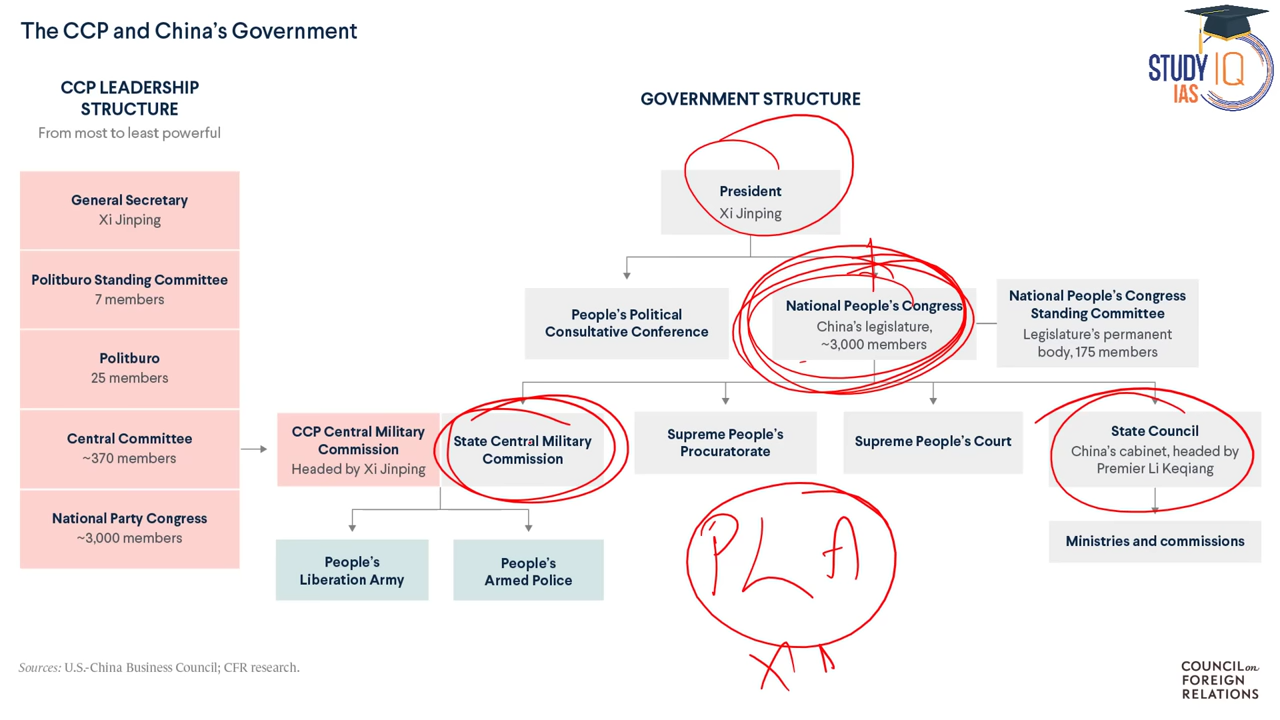 The CCP and China's Government
STUDY IQ
IAS
CCP LEADERSHIP
STRUCTURE
From most to least powerful
General Secretary
Xi Jinping
Politburo Standing Committee
7 members
Politburo
25 members
Central Committee
~370 members
National Party Congress
~3,000 members
GOVERNMENT STRUCTURE
President
Xi Jinping
People's Political
Consultative Conference
National People's Congress
China's legislature,
~3,000 members
National People's Congress
Standing Committee
Legislature's permanent
body, 175 members
CCP Central Military
Commission
Headed by Xi Jinping
State Central Military
Commission
Supreme People's
Procuratorate
Supreme People's Court
State Council
China's cabinet, headed by
Premier Li Keqiang
People's
Liberation Army
People's
Armed Police
Ministries and commissions
PLA
Sources: U.S.-China Business Council; CFR research.
COUNCIL on
FOREIGN
RELATIONS